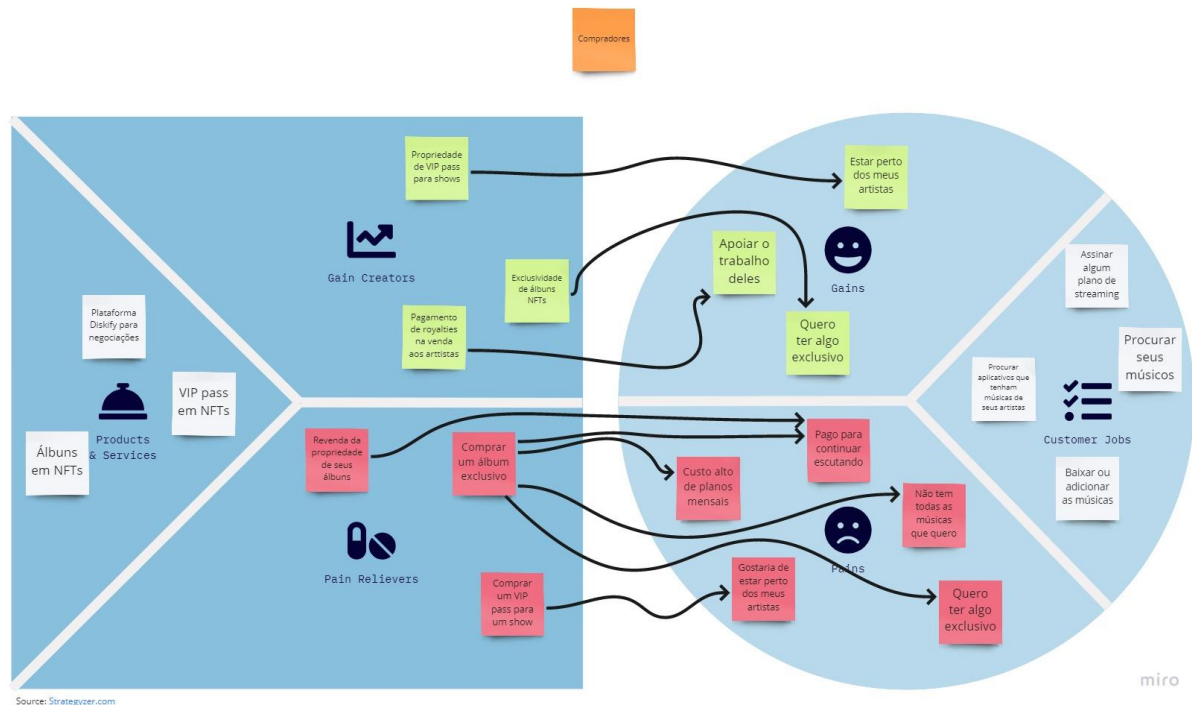 Compradores
Propriedade
de VIP pass
para shows
Gain Creators
Exclusividade
de álbuns
NFTs
Pagamento
de royalties
na venda
aos arttistas
Plataforma
Diskify para
negociações
VIP pass
em NFTs
Álbuns
em NFTs
Products
& Services
Revenda da
propriedade
de seus
álbuns
Comprar
um álbum
exclusivo
Pain Relievers
Comprar
um VIP
pass para
um show
Estar perto
dos meus
artistas
Apoiar o
trabalho
deles
Gains
Quero
ter algo
exclusivo
Assinar
algum
plano de
streaming
Procurar
seus
músicos
Procurar
aplicativos que
tenham
músicas de
seus artistas
Customer Jobs
Baixar ou
adicionar
as músicas
Pago para
continuar
escutando
Custo alto
de planos
mensais
Não tem
todas as
músicas
que quero
Pains
Gostaria de
estar perto
dos meus
artistas
Quero
ter algo
exclusivo
miro
Source: Strategyzer.com